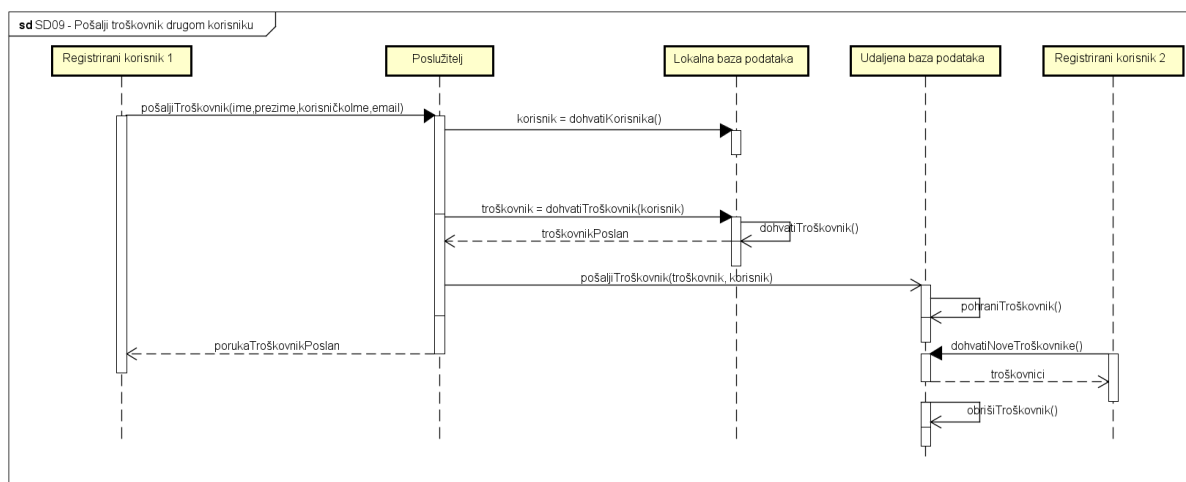 sd SD09 - Pošalji troškovnik drugom korisniku
Registrirani korisnik 1
Poslužitelj
Lokalna baza podataka
Udaljena baza podataka
Registrirani korisnik 2
pošaljiTroškovnik(ime,prezime,korisničkoIme,email)
korisnik = dohvatiKorisnika()
troškovnik = dohvatiTroškovnik(korisnik)
dohvatiTroškovnik()
troškovnikPoslan
pošaljiTroškovnik(troškovnik, korisnik)
pohraniTroškovnik()
porukaTroškovnikPoslan
dohvatiNoveTroškovnike()
troškovnici
obrišiTroškovnik()